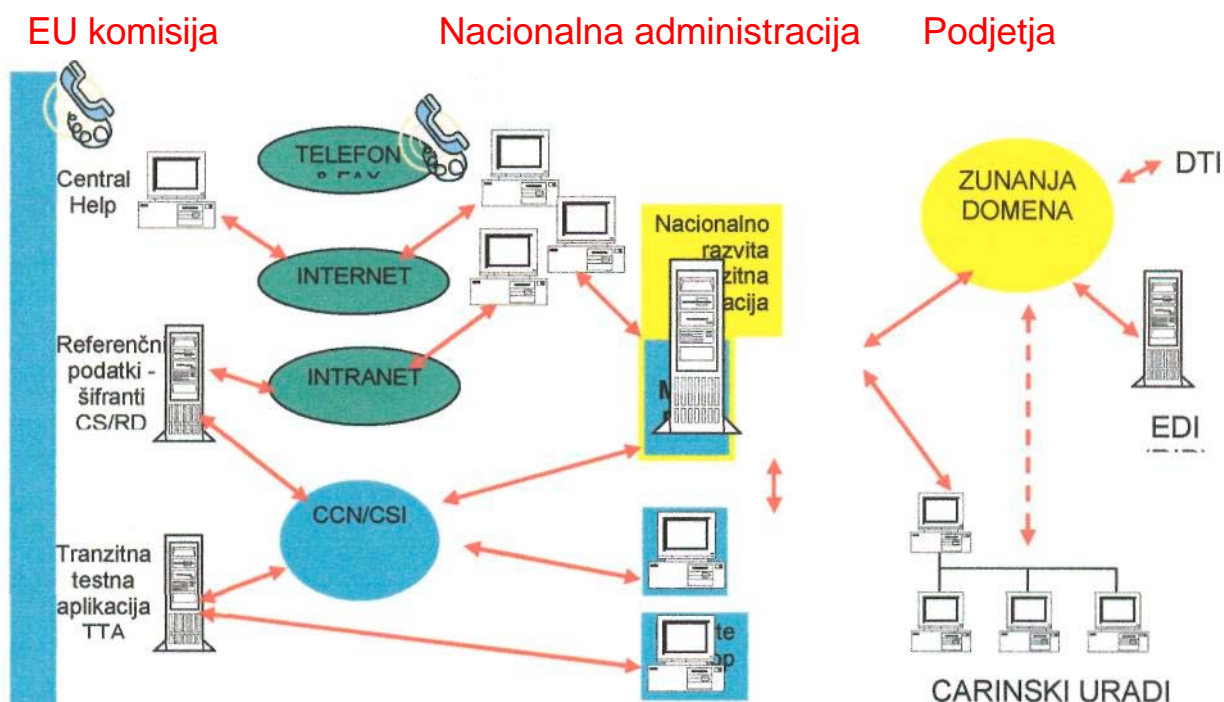 EU komisija
Nacionalna administracija
Podjetja
Central
Help
TELEFON
INTERNET
Referenčni
podatki -
šifranti
CS/RD
INTRANET
CCN/CSI
Tranzitna
testna
aplikacija
TTA
Nacionalno
razvita
ZUNANJA
DOMENA
DTI
EDI
CARINSKI URADI